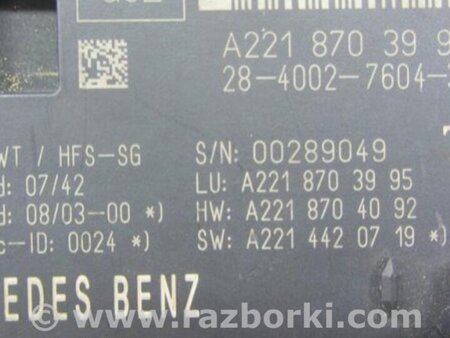 A221 870 39 9
28-4002-7604-
WT / HFS-SG S/N: 00289049
d: 07/42 LU: A221 870 39 95
d: 08/03-00 *) HW: A221 870 40 92
c-ID: 0024 *) SW: A221 442 07 19 *)
EDES BENZ
www.razborki.com